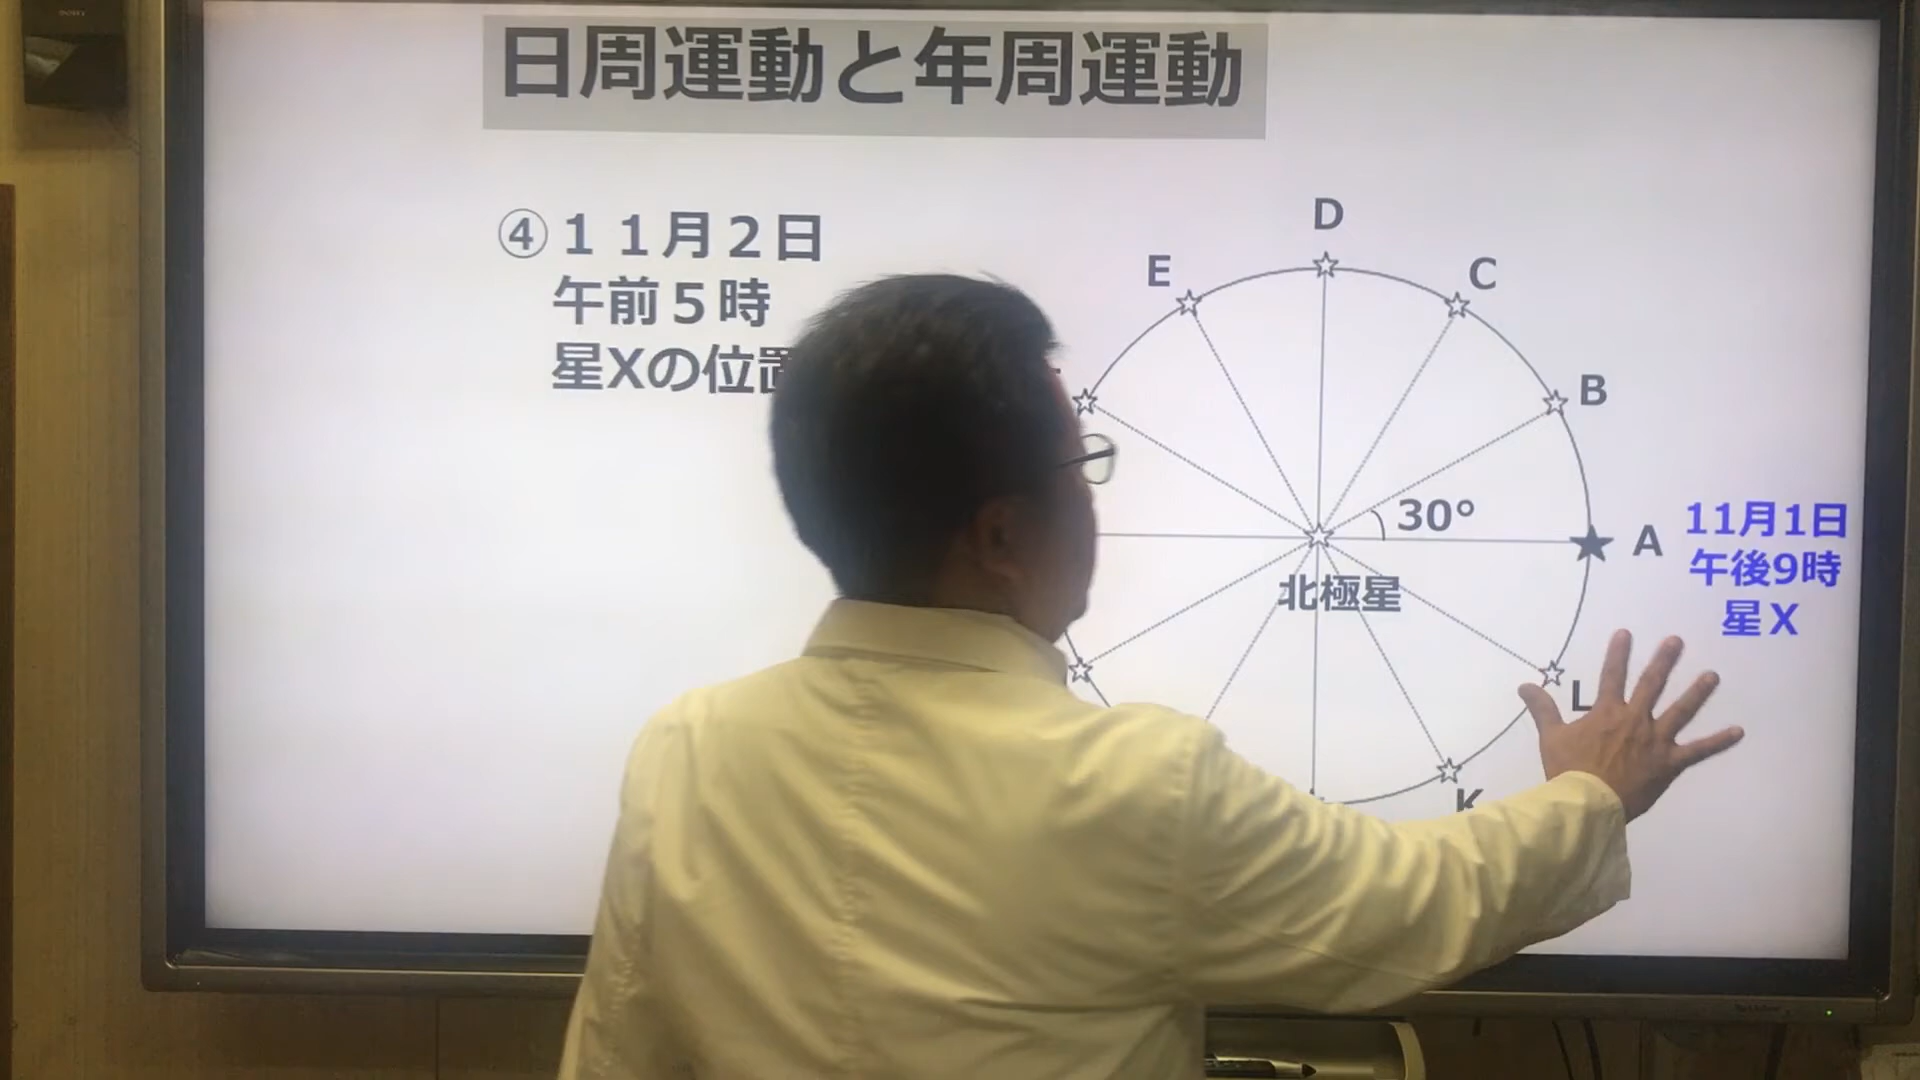 SONY
日周運動と年周運動
④１１月２日
午前５時
星Xの位置
D
E
C
B
30°
A
11月1日
午後9時
星X
北極星
L
K